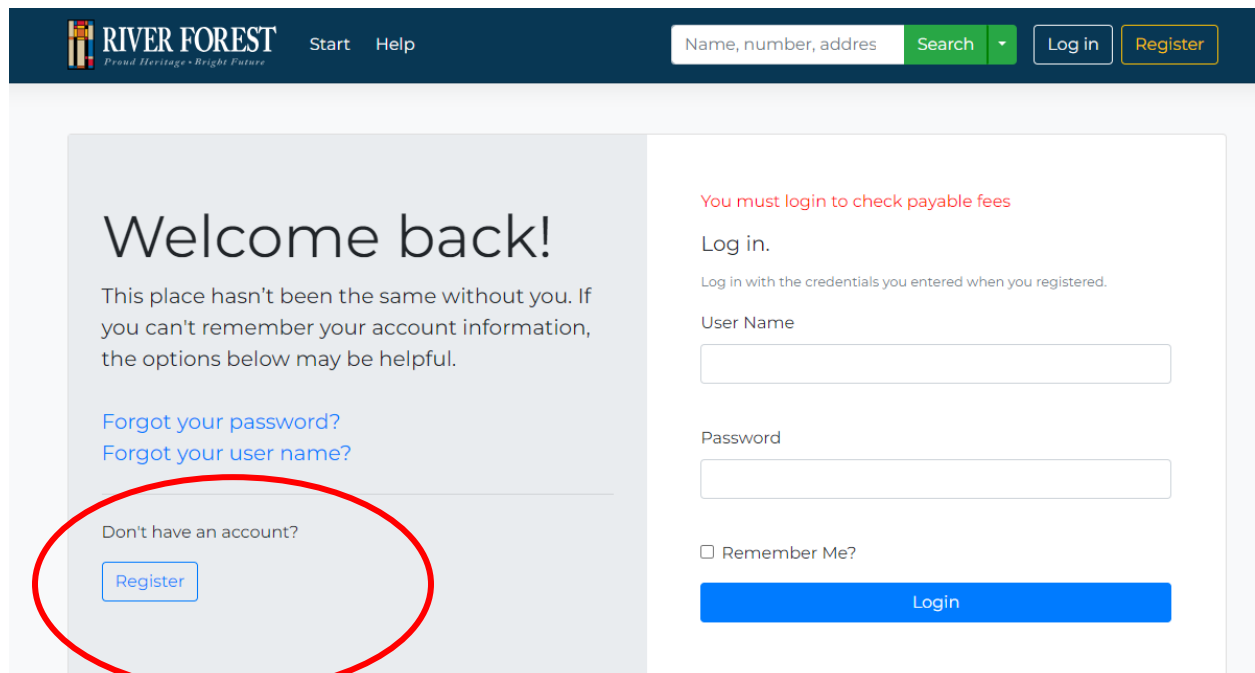 RIVER FOREST
Proud Heritage • Bright Future
Start Help
Name, number, addres Search Log in Register
Welcome back!
This place hasn't been the same without you. If
you can't remember your account information,
the options below may be helpful.
Forgot your password?
Forgot your user name?
Don't have an account?
Register
You must login to check payable fees
Log in.
Log in with the credentials you entered when you registered.
User Name
Password
Remember Me?
Login